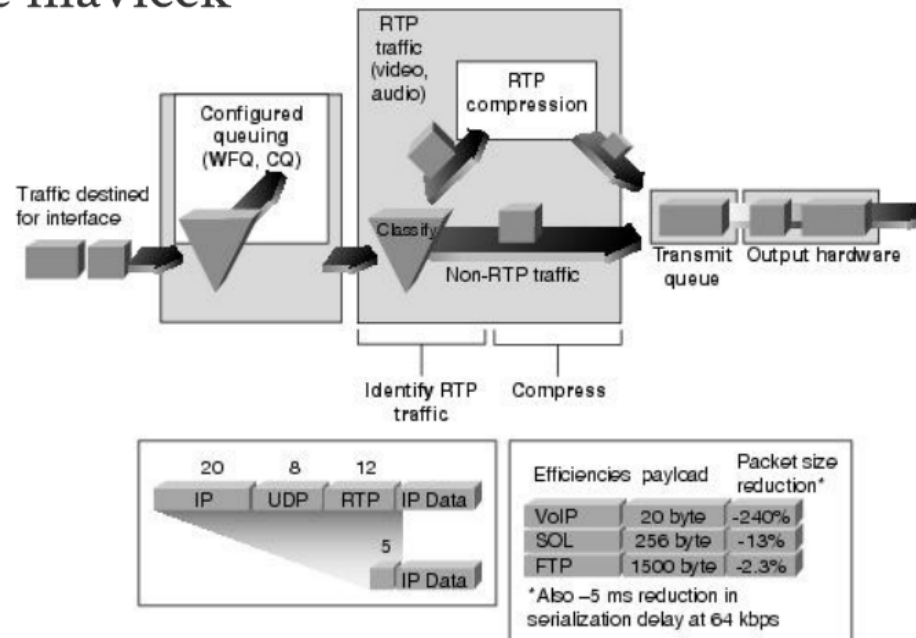 RTP
traffic
(video,
audio)
RTP
compression
Configured
queuing
(WFQ, CQ)
Traffic destined
for interface
Classify
Non-RTP traffic
Transmit
queue
Output hardware
Identify RTP
traffic
Compress
20 8 12
IP UDP RTP IP Data
5
IP Data
Efficiencies payload Packet size
reduction*
VoIP 20 byte -240%
SQL 256 byte -13%
FTP 1500 byte -2.3%
*Also –5 ms reduction in
serialization delay at 64 kbps